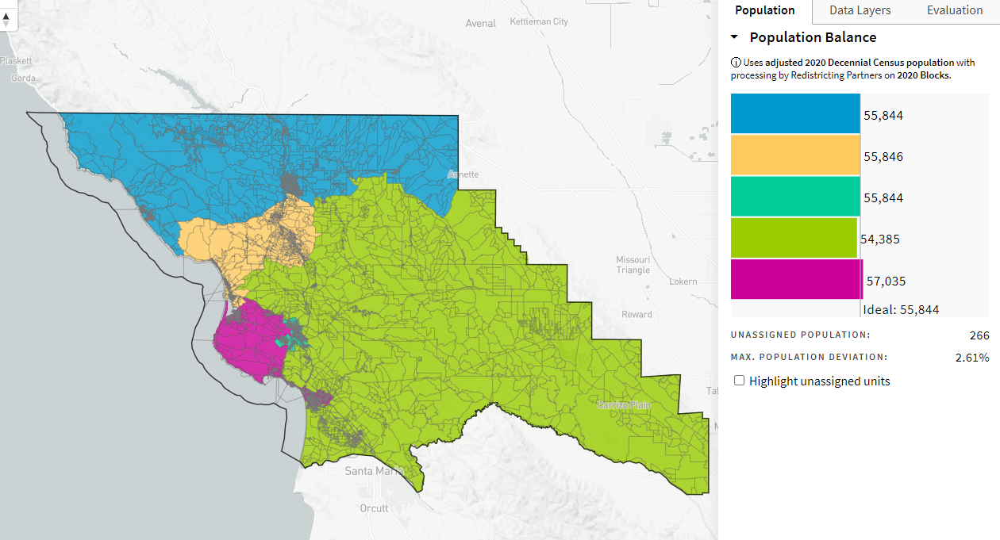 Population
Data Layers
Evaluation
Population Balance
Uses adjusted 2020 Decennial Census population with
processing by Redistricting Partners on 2020 Blocks.
55,844
55,846
55,844
54,385
57,035
Ideal: 55,844
UNASSIGNED POPULATION: 266
MAX. POPULATION DEVIATION: 2.61%
Highlight unassigned units
Avenal
Kettleman City
Plaskett
Gorda
Annette
Missouri
Triangle
Lokern
Reward
Carrizo Plain
Santa Maria
Orcutt